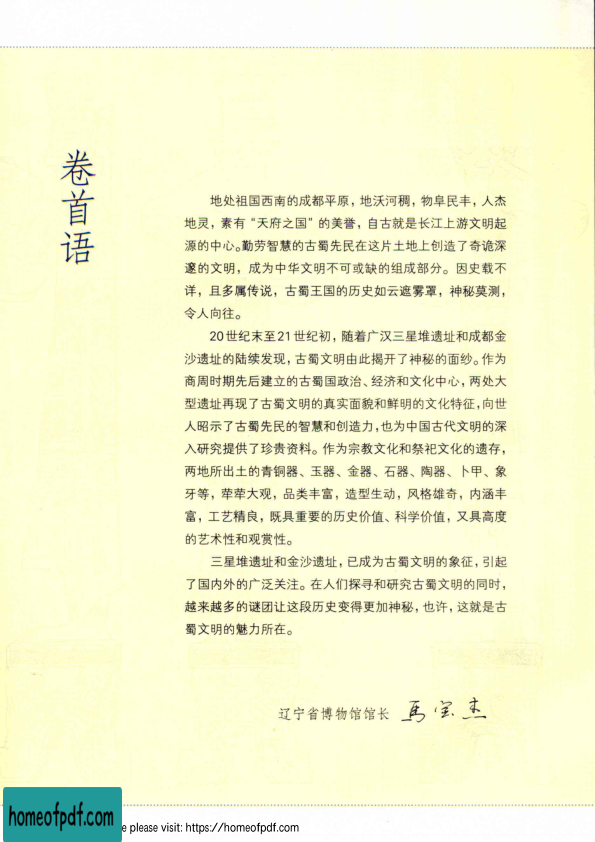 卷首语
地处祖国西南的成都平原，地沃河稠，物阜民丰，人杰
地灵，素有“天府之国”的美誉，自古就是长江上游文明起
源的中心。勤劳智慧的古蜀先民在这片土地上创造了奇诡深
邃的文明，成为中华文明不可或缺的组成部分。因史载不
详，且多属传说，古蜀王国的历史如云遮雾罩，神秘莫测，
令人向往。
20世纪末至21世纪初，随着广汉三星堆遗址和成都金
沙遗址的陆续发现，古蜀文明由此揭开了神秘的面纱。作为
商周时期先后建立的古蜀国政治、经济和文化中心，两处大
型遗址再现了古蜀文明的真实面貌和鲜明的文化特征，向世
人昭示了古蜀先民的智慧和创造力，也为中国古代文明的深
入研究提供了珍贵资料。作为宗教文化和祭祀文化的遗存，
两地所出土的青铜器、玉器、金器、石器、陶器、卜甲、象
牙等，荦荦大观，品类丰富，造型生动，风格雄奇，内涵丰
富，工艺精良，既具重要的历史价值、科学价值，又具高度
的艺术性和观赏性。
三星堆遗址和金沙遗址，已成为古蜀文明的象征，引起
了国内外的广泛关注。在人们探寻和研究古蜀文明的同时，
越来越多的谜团让这段历史变得更加神秘，也许，这就是古
蜀文明的魅力所在。
辽宁省博物馆馆长 马宝杰
homeofpdf.com
e please visit: https://homeofpdf.com